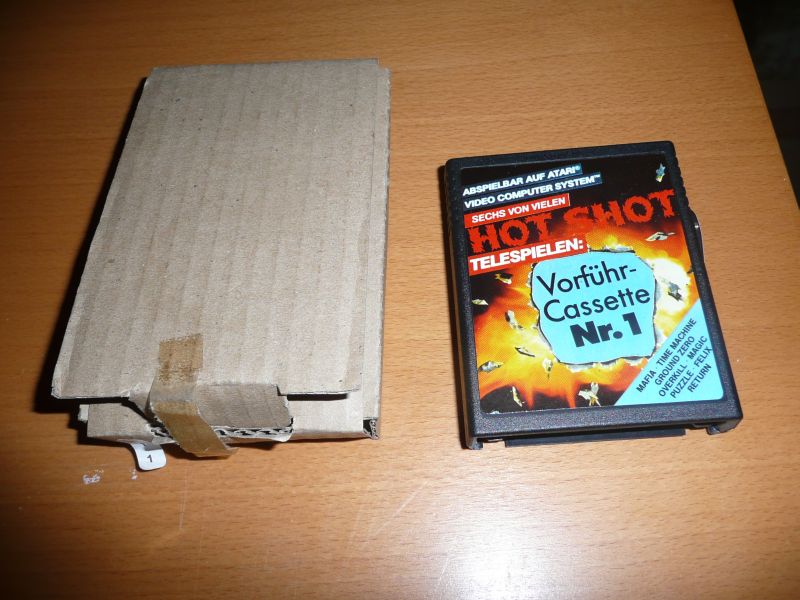 ABSPIELBAR AUF ATARI®
VIDEO COMPUTER SYSTEM™
SECHS VON VIELEN
HOT SHOT
TELESPIELEN:
Vorführ-
Cassette
Nr. 1
MAFIA · TIME MACHINE
GROUND ZERO
OVERKILL · MAGIC
PUZZLE · FELIX
RETURN
1